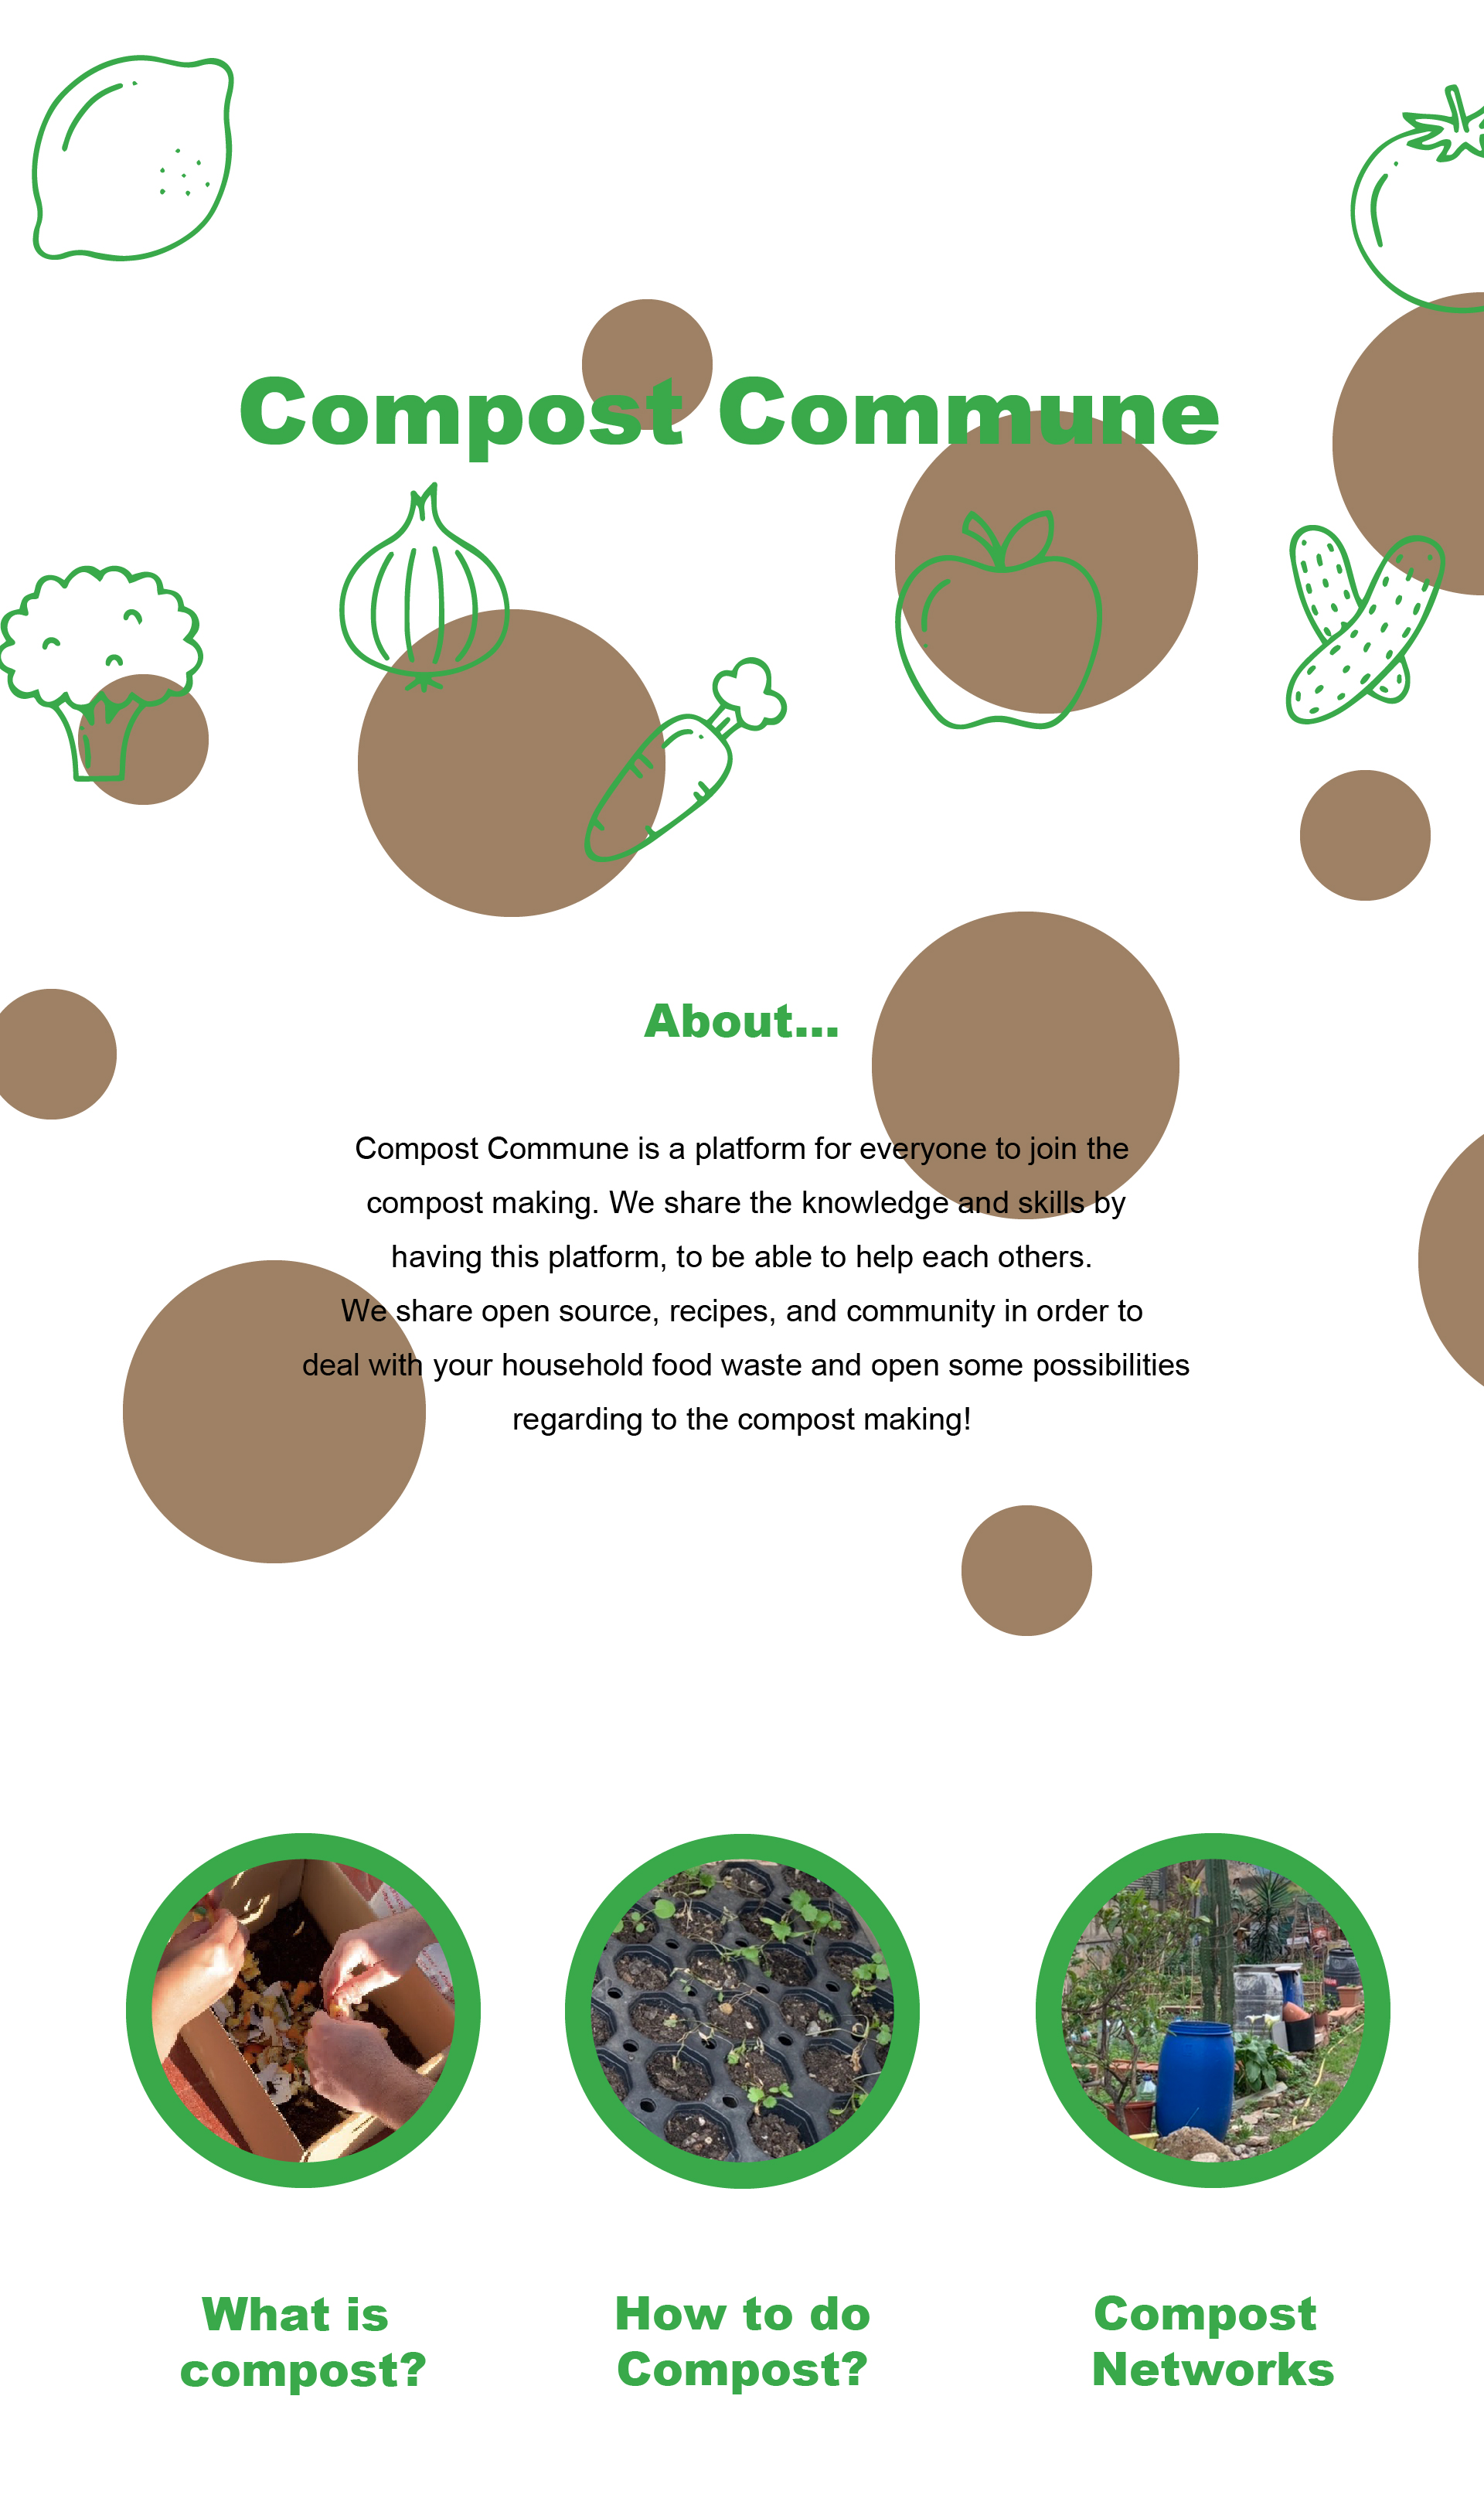 Compost Commune
About...
Compost Commune is a platform for everyone to join the
compost making. We share the knowledge and skills by
having this platform, to be able to help each others.
We share open source, recipes, and community in order to
deal with your household food waste and open some possibilities
regarding to the compost making!
What is
compost?
How to do
Compost?
Compost
Networks